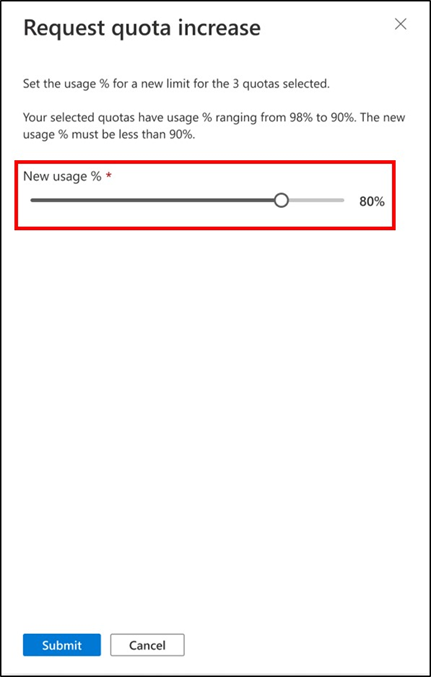 Request quota increase
Set the usage % for a new limit for the 3 quotas selected.
Your selected quotas have usage % ranging from 98% to 90%. The new
usage % must be less than 90%.
New usage % *
80%
Submit
Cancel